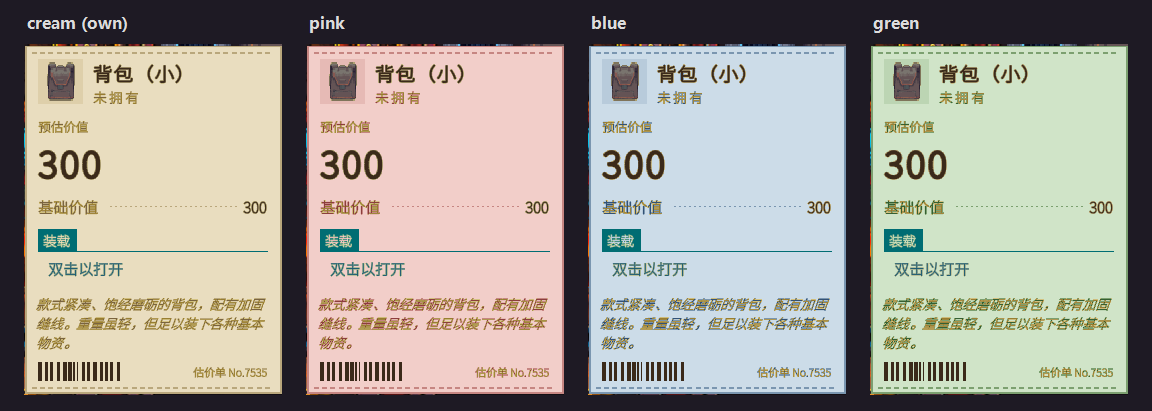 cream (own)
背包（小）
未拥有
预估价值
300
基础价值 300
装载
双击以打开
款式紧凑、饱经磨砺的背包，配有加固
缝线。重量虽轻，但足以装下各种基本
物资。
估价单 No.7535
pink
背包（小）
未拥有
预估价值
300
基础价值 300
装载
双击以打开
款式紧凑、饱经磨砺的背包，配有加固
缝线。重量虽轻，但足以装下各种基本
物资。
估价单 No.7535
blue
背包（小）
未拥有
预估价值
300
基础价值 300
装载
双击以打开
款式紧凑、饱经磨砺的背包，配有加固
缝线。重量虽轻，但足以装下各种基本
物资。
估价单 No.7535
green
背包（小）
未拥有
预估价值
300
基础价值 300
装载
双击以打开
款式紧凑、饱经磨砺的背包，配有加固
缝线。重量虽轻，但足以装下各种基本
物资。
估价单 No.7535